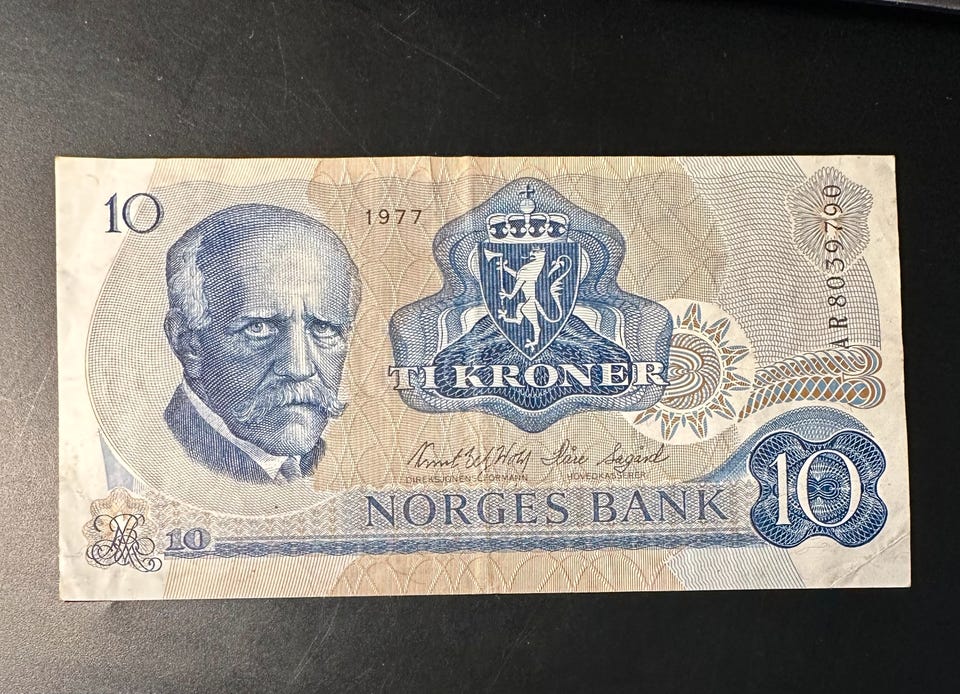 10
1977
AR8039790
TI KRONER
DIREKSJONENS FORMANN
HOVEDKASSERER
NORGES BANK
10
10